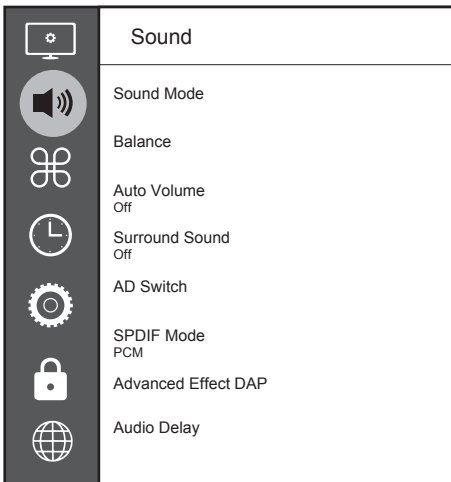 Sound
Sound Mode
Balance
Auto Volume
Off
Surround Sound
Off
AD Switch
SPDIF Mode
PCM
Advanced Effect DAP
Audio Delay